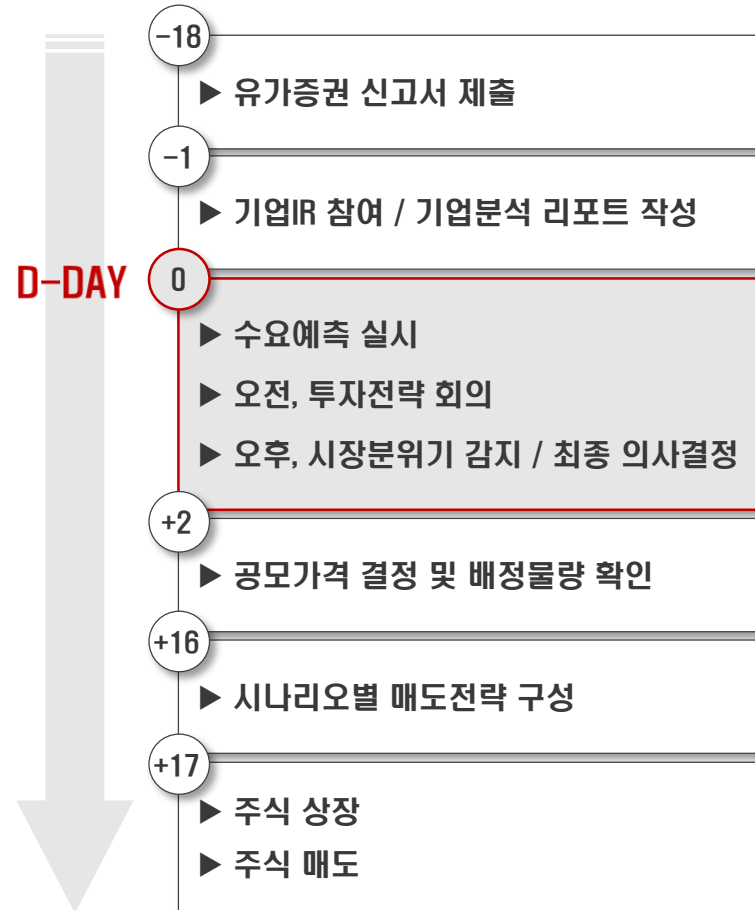 -18
▶ 유가증권 신고서 제출
-1
▶ 기업IR 참여 / 기업분석 리포트 작성
D-DAY 0
▶ 수요예측 실시
▶ 오전, 투자전략 회의
▶ 오후, 시장분위기 감지 / 최종 의사결정
+2
▶ 공모가격 결정 및 배정물량 확인
+16
▶ 시나리오별 매도전략 구성
+17
▶ 주식 상장
▶ 주식 매도